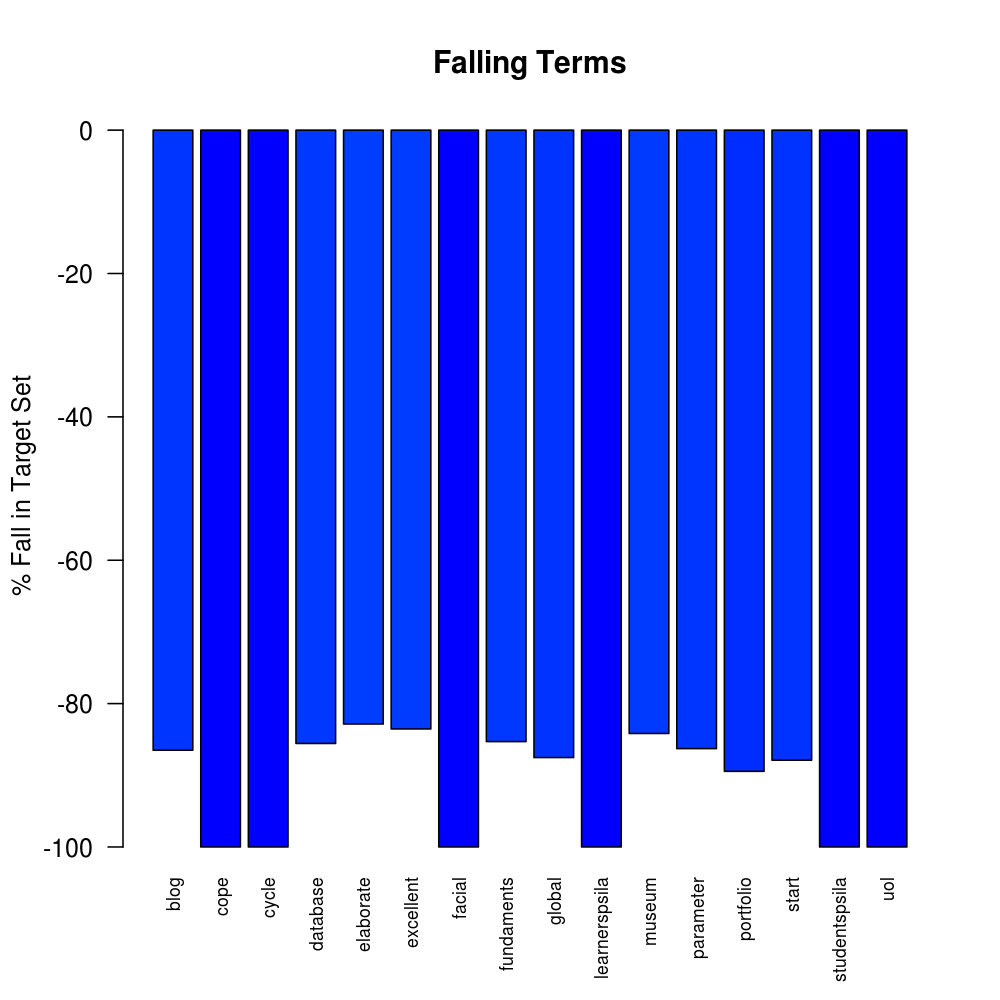 Falling Terms
% Fall in Target Set
0
-20
-40
-60
-80
-100
blog
cope
cycle
database
elaborate
excellent
facial
fundaments
global
learnerspsila
museum
parameter
portfolio
start
studentspsila
uol